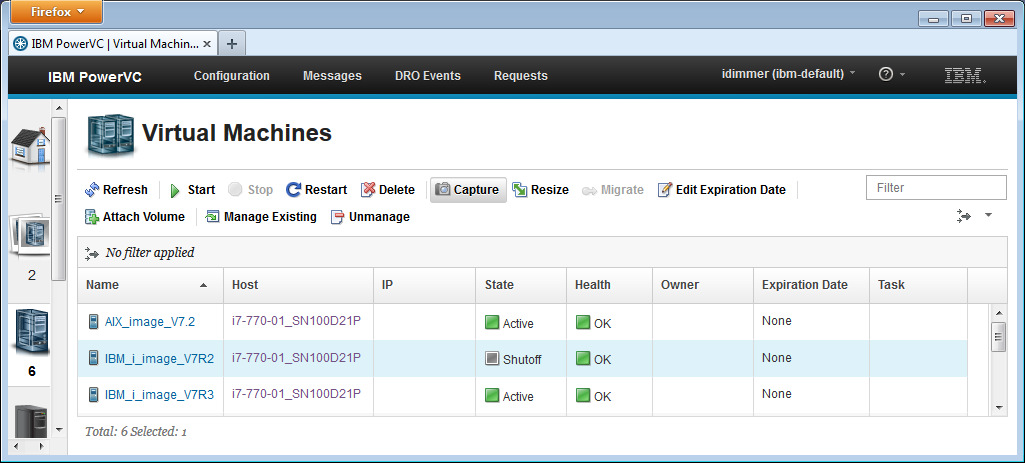 Firefox
IBM PowerVC | Virtual Machin... × +
IBM PowerVC Configuration Messages DRO Events Requests idimmer (ibm-default) ? IBM.
Virtual Machines
Refresh Start Stop Restart Delete Capture Resize Migrate Edit Expiration Date Filter
Attach Volume Manage Existing Unmanage
2
No filter applied
Name Host IP State Health Owner Expiration Date Task
AIX_image_V7.2 i7-770-01_SN100D21P Active OK None
IBM_i_image_V7R2 i7-770-01_SN100D21P Shutoff OK None
6
IBM_i_image_V7R3 i7-770-01_SN100D21P Active OK None
Total: 6 Selected: 1